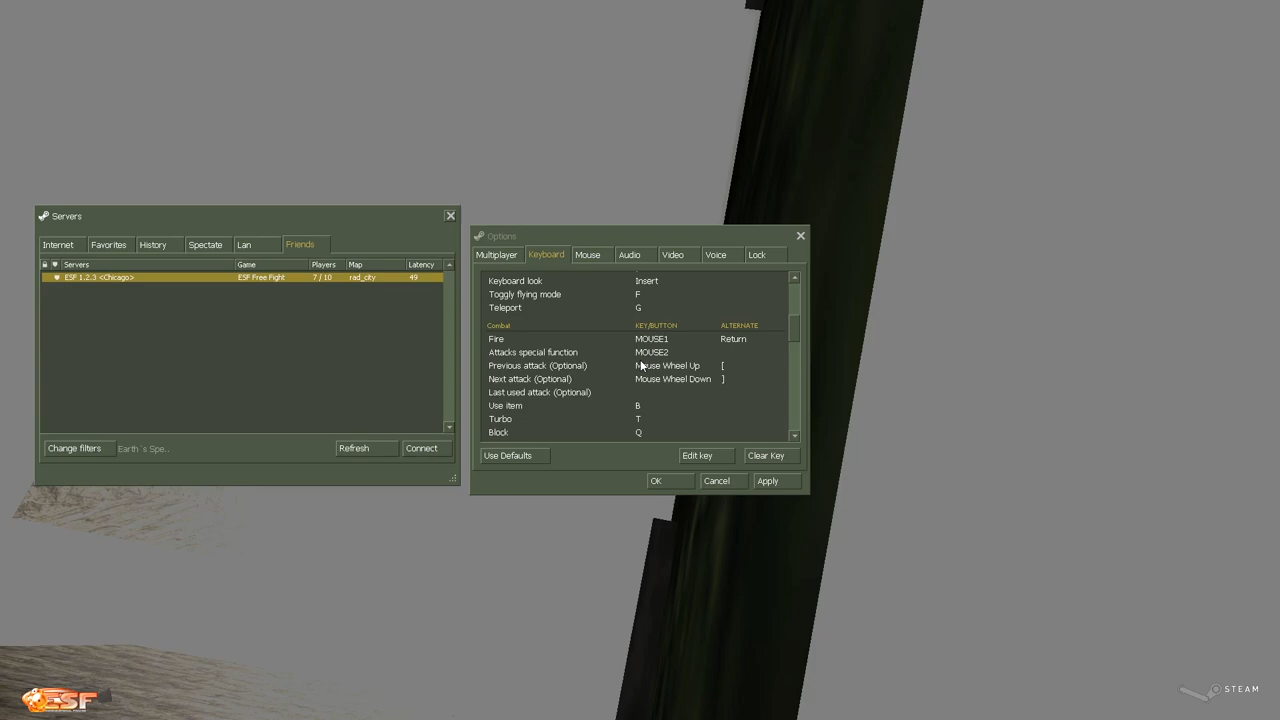 Servers
Internet Favorites History Spectate Lan Friends
Servers Game Players Map Latency
ESF 1.2.3 <Chicago> ESF Free Fight 7 / 10 rad_city 49
Change filters Earth`s Spe.. Refresh Connect
Options
Multiplayer Keyboard Mouse Audio Video Voice Lock
Keyboard look Insert
Toggly flying mode F
Teleport G
Combat KEY/BUTTON ALTERNATE
Fire MOUSE1 Return
Attacks special function MOUSE2
Previous attack (Optional) Mouse Wheel Up [
Next attack (Optional) Mouse Wheel Down ]
Last used attack (Optional)
Use item B
Turbo T
Block Q
Use Defaults Edit key Clear Key
OK Cancel Apply
ESF
STEAM